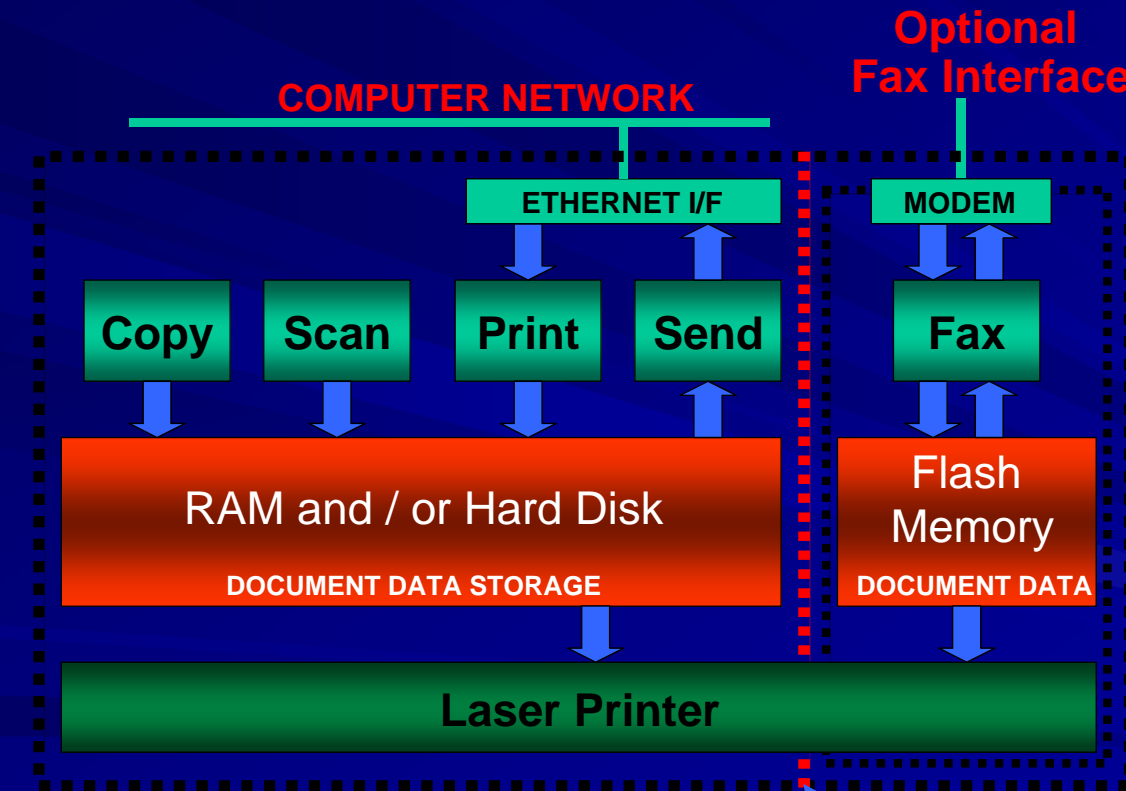 Optional
Fax Interface
COMPUTER NETWORK
ETHERNET I/F
MODEM
Copy
Scan
Print
Send
Fax
RAM and / or Hard Disk
DOCUMENT DATA STORAGE
Flash
Memory
DOCUMENT DATA
Laser Printer